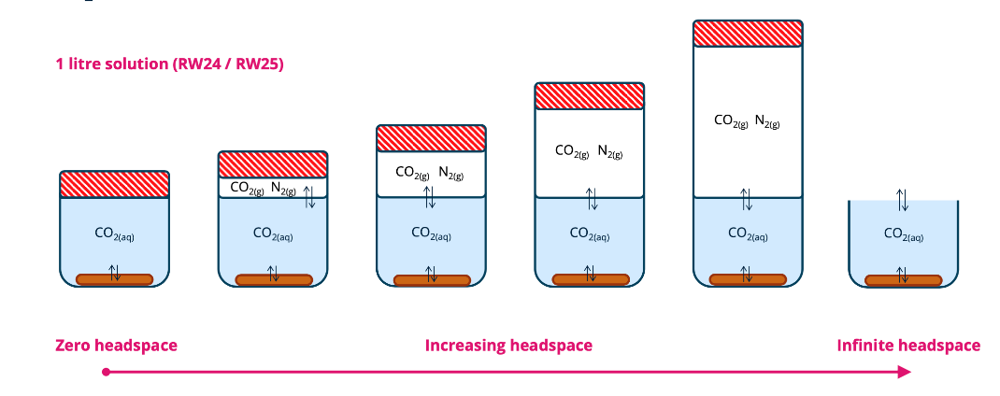 1 litre solution (RW24 / RW25)
CO2(g) N2(g)
CO2(g) N2(g)
CO2(g) N2(g)
CO2(g) N2(g)
CO2(aq)
CO2(aq)
CO2(aq)
CO2(aq)
CO2(aq)
CO2(aq)
Zero headspace
Increasing headspace
Infinite headspace